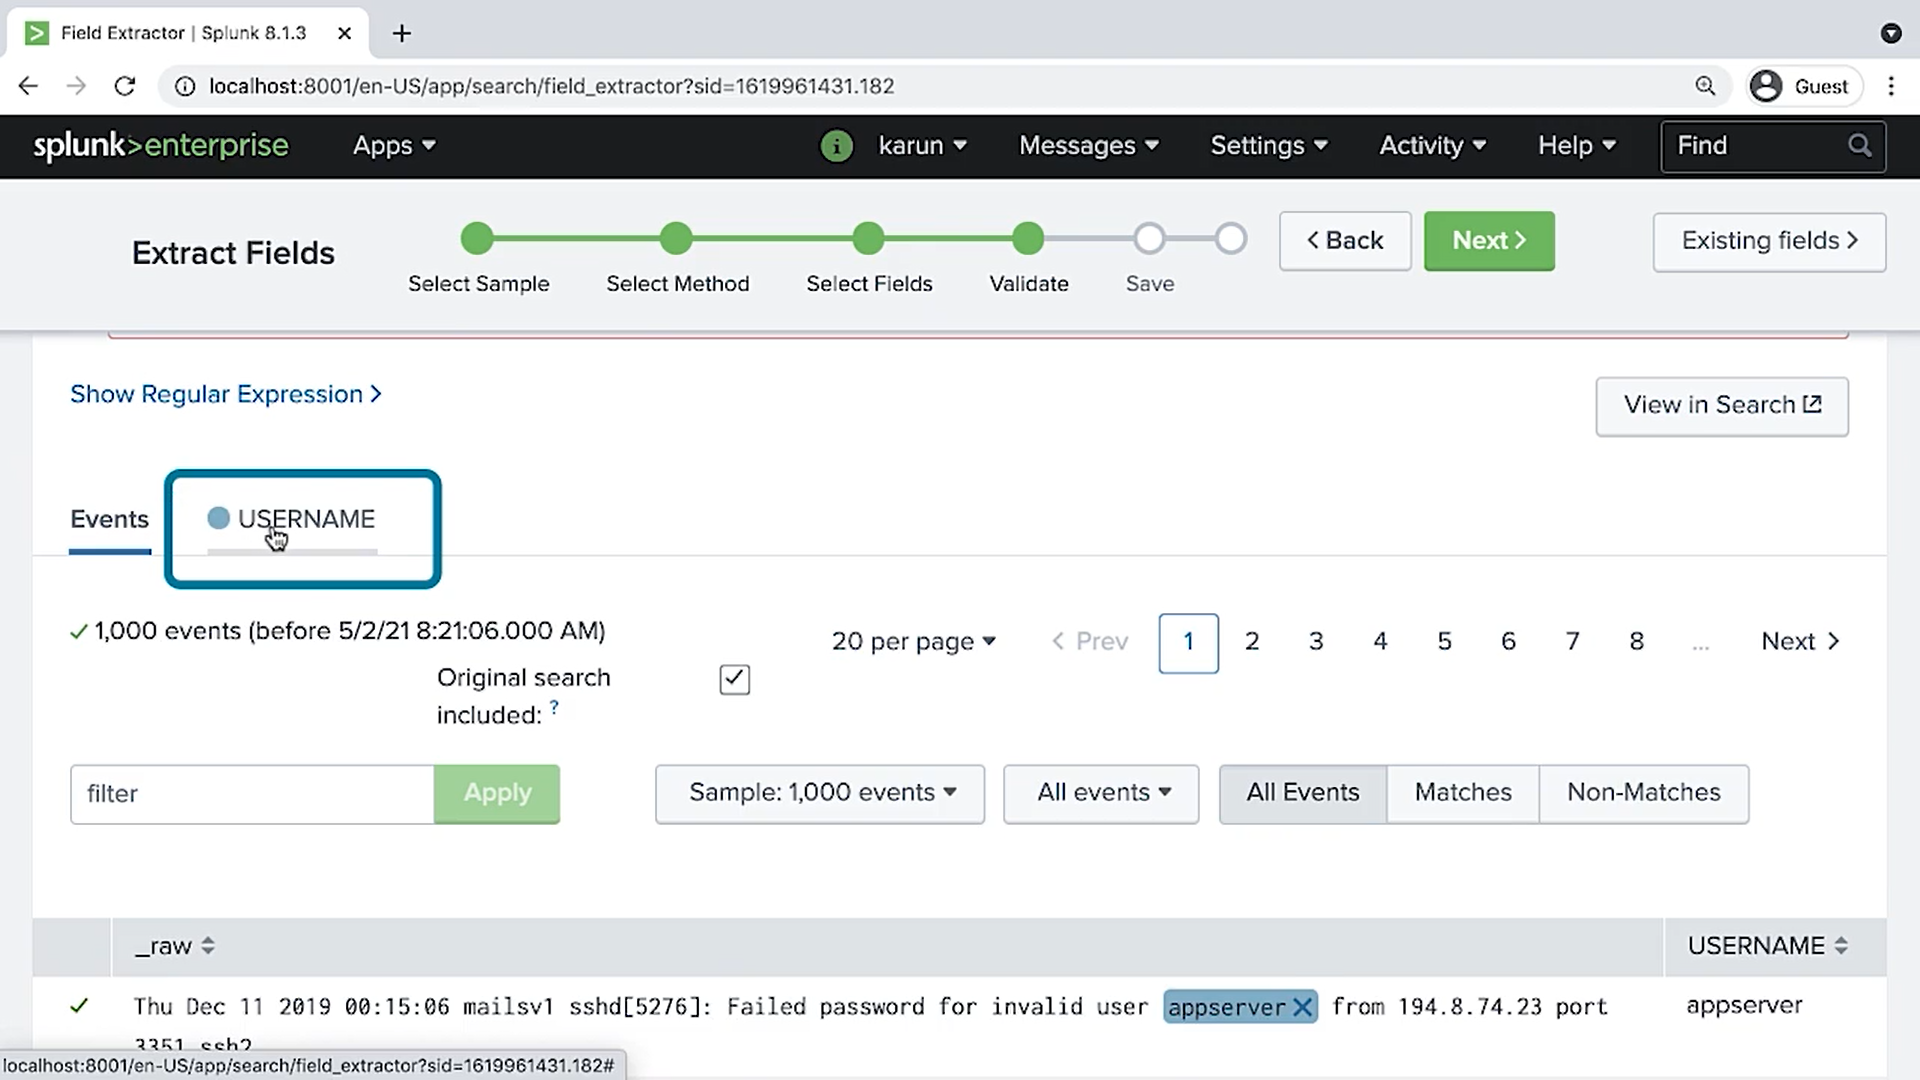 Field Extractor | Splunk 8.1.3
localhost:8001/en-US/app/search/field_extractor?sid=1619961431.182
Guest
splunk>enterprise
Apps
i
karun
Messages
Settings
Activity
Help
Find
Extract Fields
Select Sample
Select Method
Select Fields
Validate
Save
< Back
Next >
Existing fields >
Show Regular Expression >
View in Search
Events
USERNAME
1,000 events (before 5/2/21 8:21:06.000 AM)
20 per page
< Prev
1
2
3
4
5
6
7
8
...
Next >
Original search
included: ?
filter
Apply
Sample: 1,000 events
All events
All Events
Matches
Non-Matches
_raw
USERNAME
Thu Dec 11 2019 00:15:06 mailsv1 sshd[5276]: Failed password for invalid user appserver from 194.8.74.23 port
appserver
3351 ssh2
localhost:8001/en-US/app/search/field_extractor?sid=1619961431.182#